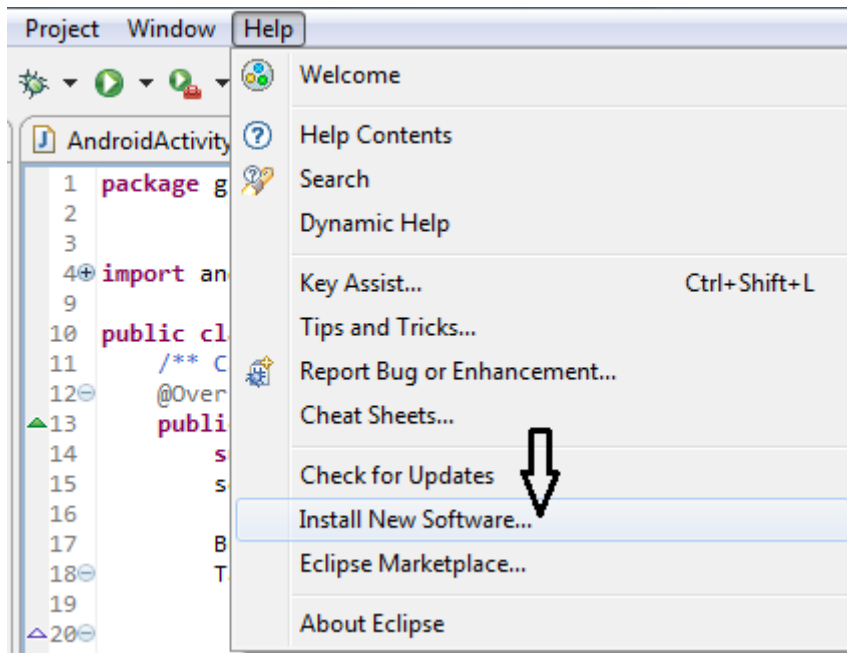 Project Window Help
Welcome
AndroidActivity
Help Contents
Search
Dynamic Help
Key Assist... Ctrl+Shift+L
Tips and Tricks...
Report Bug or Enhancement...
Cheat Sheets...
Check for Updates
Install New Software...
Eclipse Marketplace...
About Eclipse
1 package g
2
3
4 import an
9
10 public cl
11 /** C
12 @Over
13 publi
14 s
15 s
16
17 B
18 T
19
20